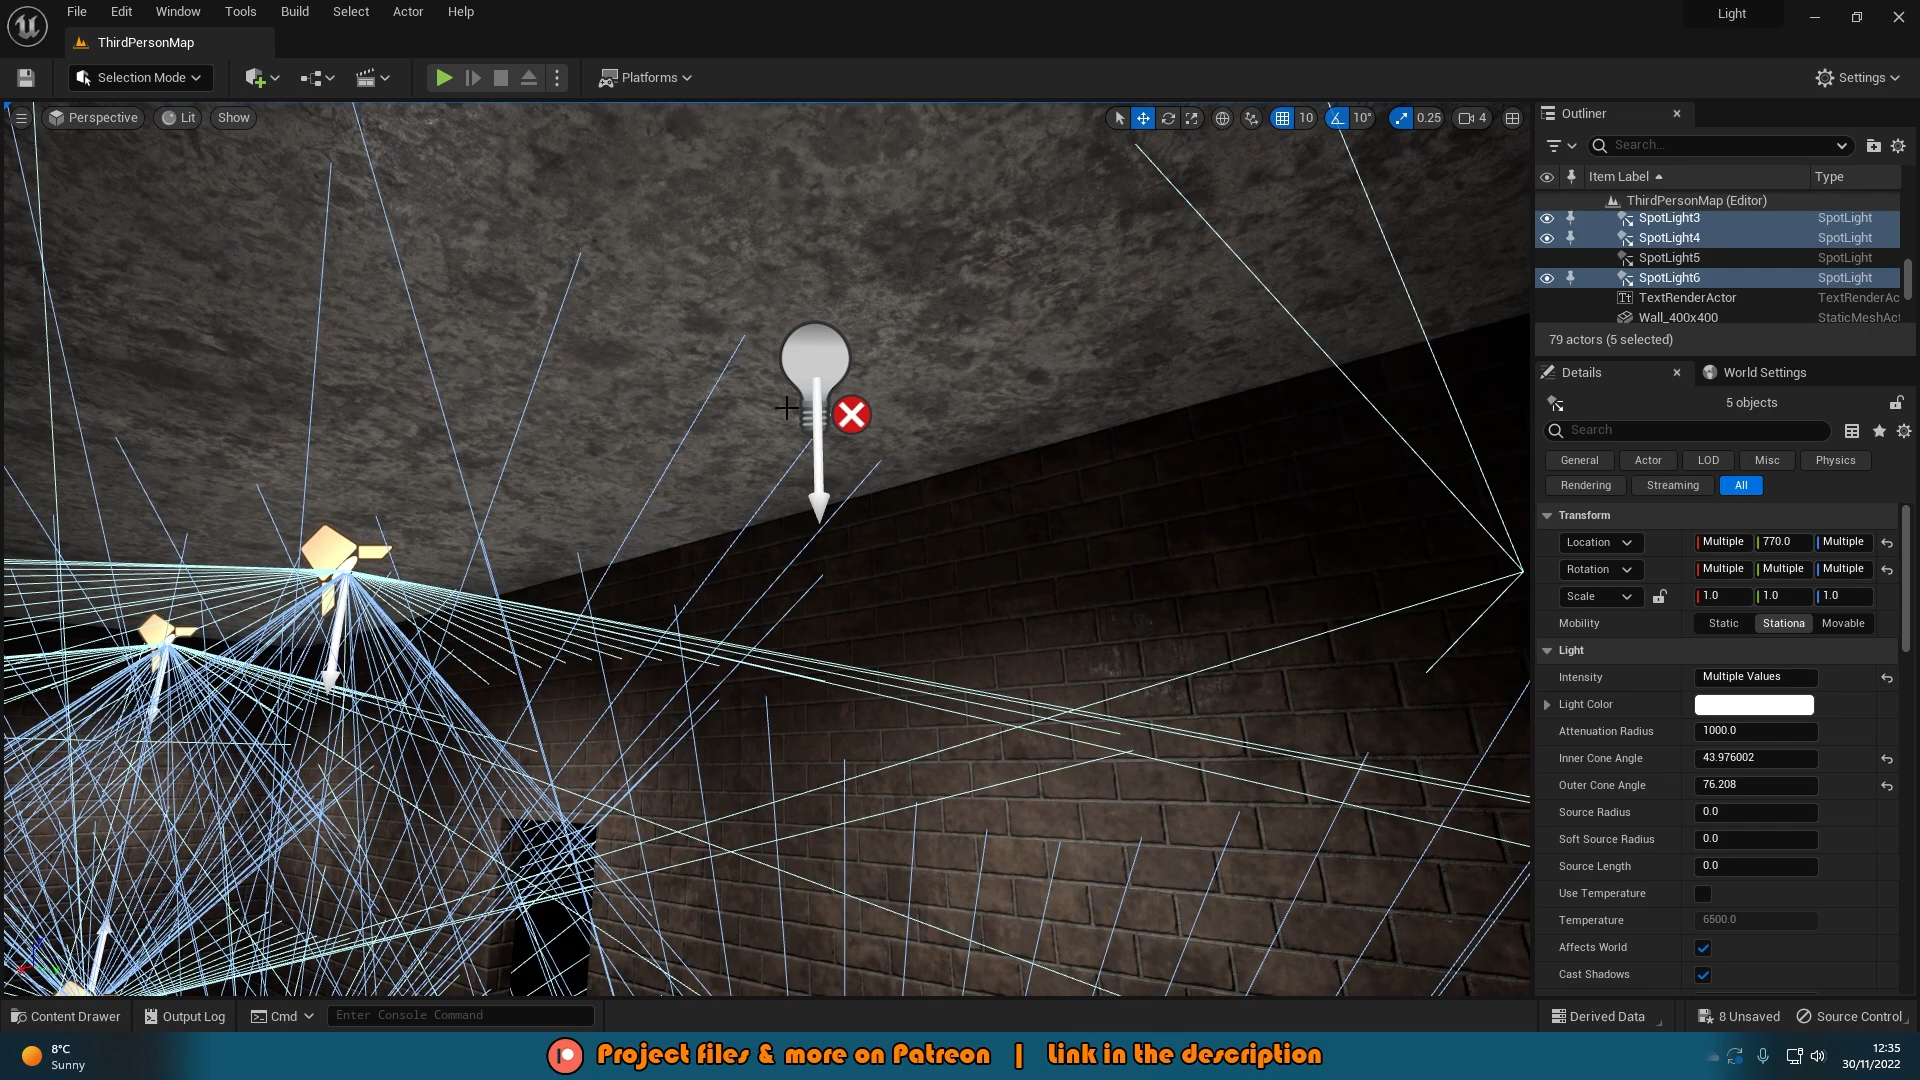 File Edit Window Tools Build Select Actor Help
Light
ThirdPersonMap
Selection Mode
Platforms
Settings
Perspective Lit Show
10 10° 0.25 4
Outliner
Search...
Item Label Type
ThirdPersonMap (Editor)
SpotLight3 SpotLight
SpotLight4 SpotLight
SpotLight5 SpotLight
SpotLight6 SpotLight
TextRenderActor TextRenderAc
Wall_400x400 StaticMeshAct
79 actors (5 selected)
Details World Settings
5 objects
Search
General Actor LOD Misc Physics
Rendering Streaming All
Transform
Location Multiple 770.0 Multiple
Rotation Multiple Multiple Multiple
Scale 1.0 1.0 1.0
Mobility Static Stationa Movable
Light
Intensity Multiple Values
Light Color
Attenuation Radius 1000.0
Inner Cone Angle 43.976002
Outer Cone Angle 76.208
Source Radius 0.0
Soft Source Radius 0.0
Source Length 0.0
Use Temperature
Temperature 6500.0
Affects World
Cast Shadows
Content Drawer Output Log Cmd Enter Console Command
Derived Data 8 Unsaved Source Control
8°C
Sunny
Project files & more on Patreon | Link in the description
12:35
30/11/2022